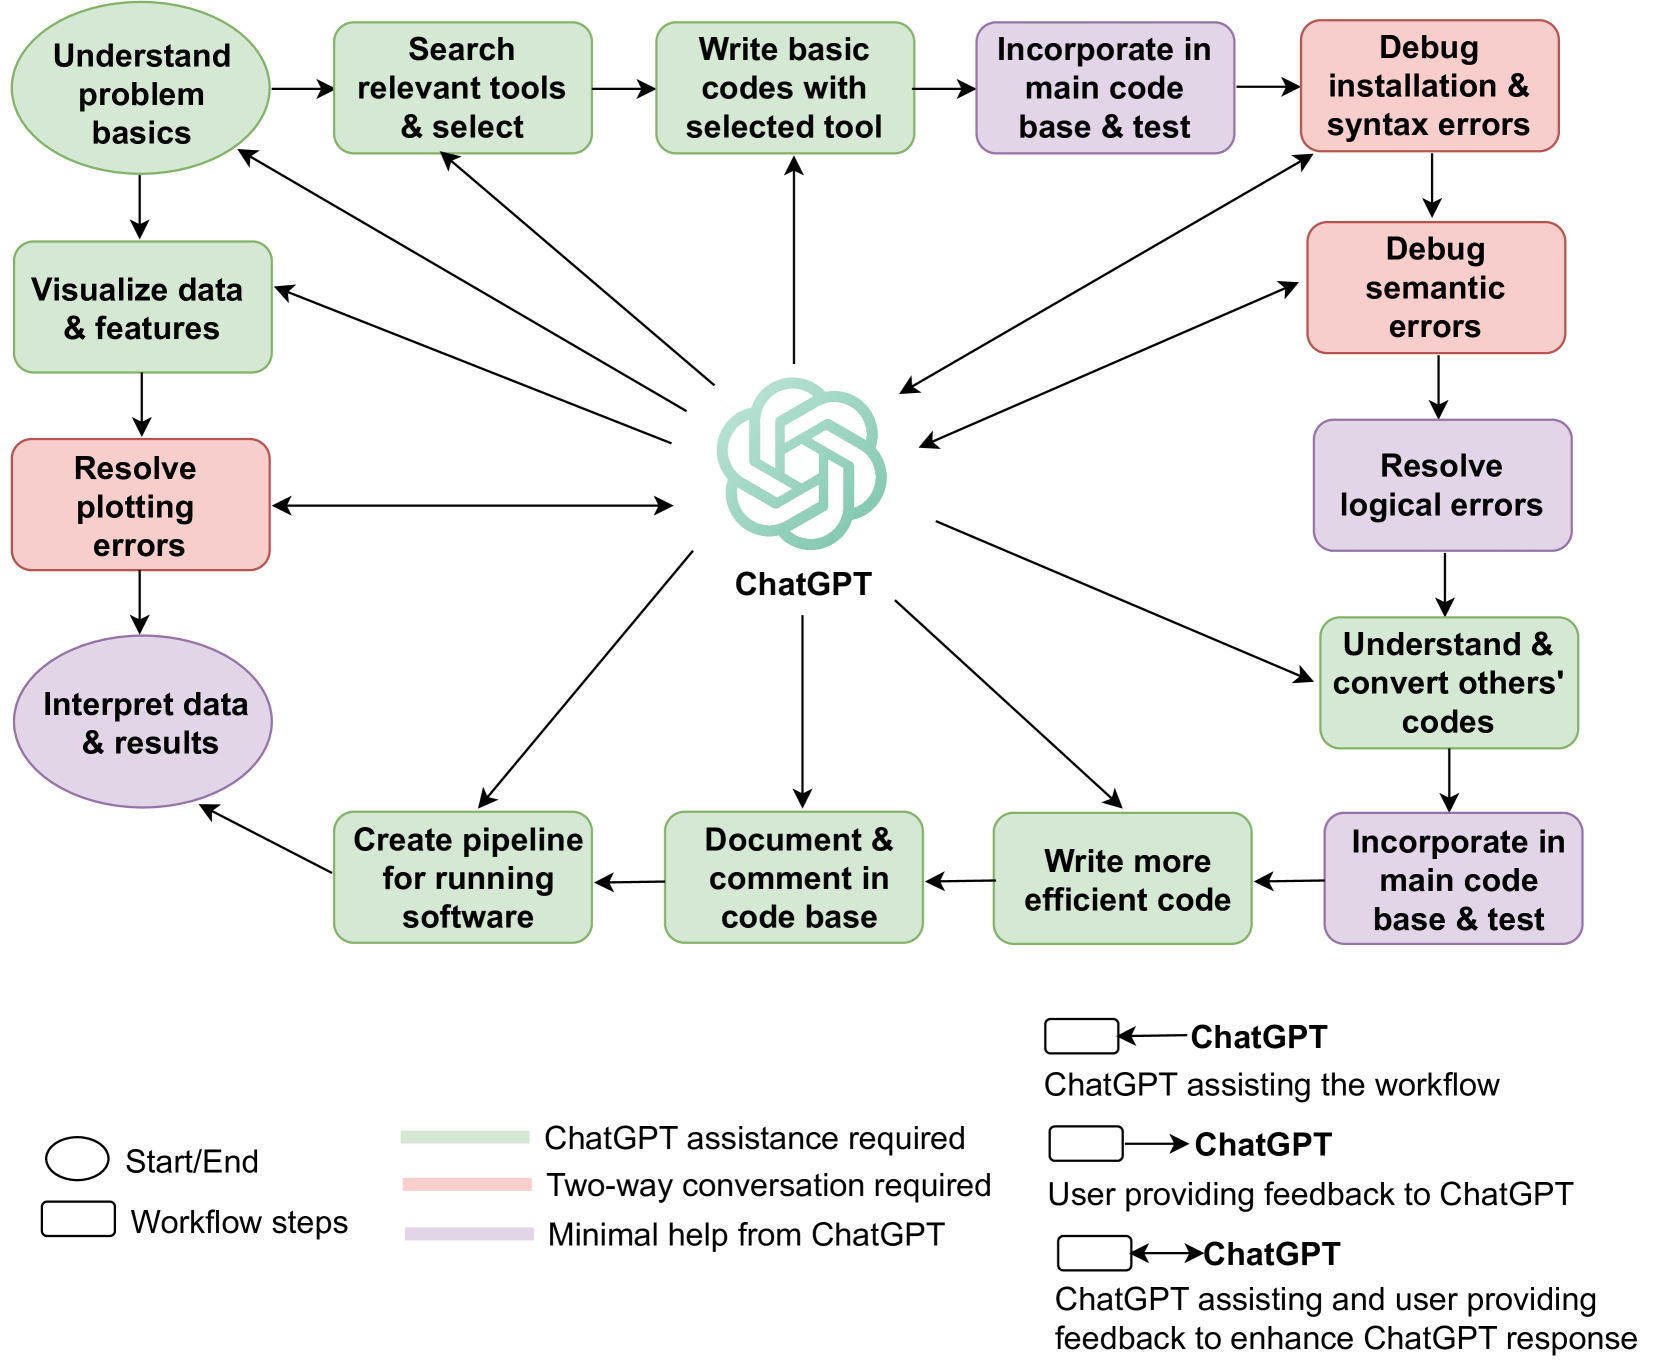 Understand
problem
basics
Search
relevant tools
& select
Write basic
codes with
selected tool
Incorporate in
main code
base & test
Debug
installation &
syntax errors
Visualize data
& features
Debug
semantic
errors
Resolve
plotting
errors
ChatGPT
Resolve
logical errors
Interpret data
& results
Understand &
convert others'
codes
Create pipeline
for running
software
Document &
comment in
code base
Write more
efficient code
Incorporate in
main code
base & test
Start/End
Workflow steps
ChatGPT assistance required
Two-way conversation required
Minimal help from ChatGPT
ChatGPT
ChatGPT assisting the workflow
ChatGPT
User providing feedback to ChatGPT
ChatGPT
ChatGPT assisting and user providing
feedback to enhance ChatGPT response